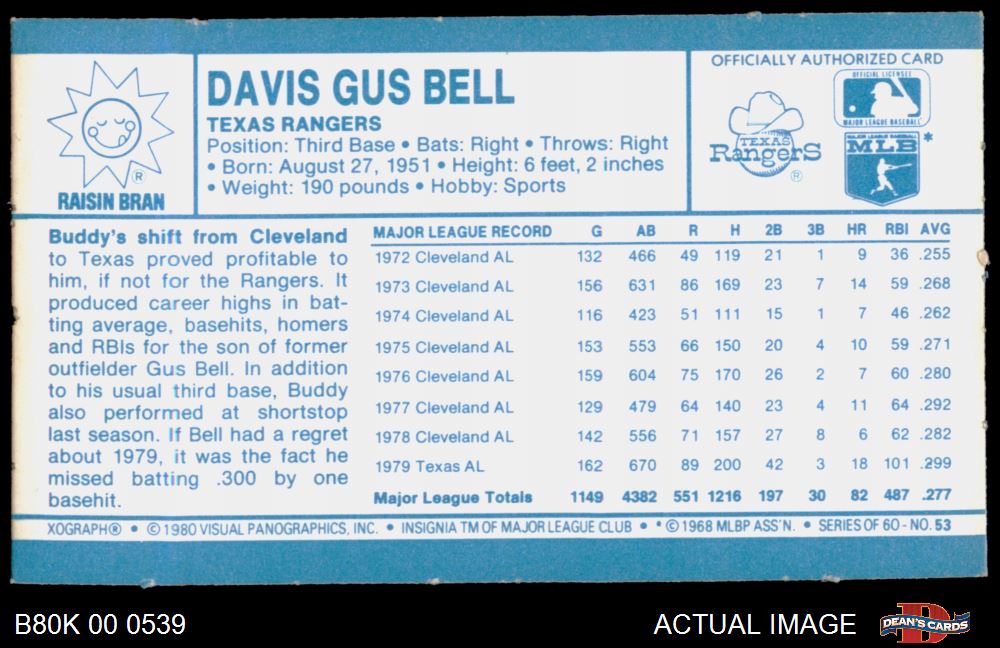 DAVIS GUS BELL
TEXAS RANGERS
Position: Third Base • Bats: Right • Throws: Right
• Born: August 27, 1951 • Height: 6 feet, 2 inches
• Weight: 190 pounds • Hobby: Sports
®
RAISIN BRAN
OFFICIALLY AUTHORIZED CARD
TEXAS
RangerS
®
OFFICIAL LICENSEE
MAJOR LEAGUE BASEBALL
MAJOR LEAGUE BASEBALL
MLB *
Buddy's shift from Cleveland
to Texas proved profitable to
him, if not for the Rangers. It
produced career highs in bat-
ting average, basehits, homers
and RBIs for the son of former
outfielder Gus Bell. In addition
to his usual third base, Buddy
also performed at shortstop
last season. If Bell had a regret
about 1979, it was the fact he
missed batting .300 by one
basehit.
MAJOR LEAGUE RECORD G AB R H 2B 3B HR RBI AVG
1972 Cleveland AL 132 466 49 119 21 1 9 36 .255
1973 Cleveland AL 156 631 86 169 23 7 14 59 .268
1974 Cleveland AL 116 423 51 111 15 1 7 46 .262
1975 Cleveland AL 153 553 66 150 20 4 10 59 .271
1976 Cleveland AL 159 604 75 170 26 2 7 60 .280
1977 Cleveland AL 129 479 64 140 23 4 11 64 .292
1978 Cleveland AL 142 556 71 157 27 8 6 62 .282
1979 Texas AL 162 670 89 200 42 3 18 101 .299
Major League Totals 1149 4382 551 1216 197 30 82 487 .277
XOGRAPH® • ©1980 VISUAL PANOGRAPHICS, INC. • INSIGNIA TM OF MAJOR LEAGUE CLUB • *©1968 MLBP ASS'N. • SERIES OF 60 - NO. 53
B80K 00 0539
ACTUAL IMAGE
D
DEAN'S CARDS